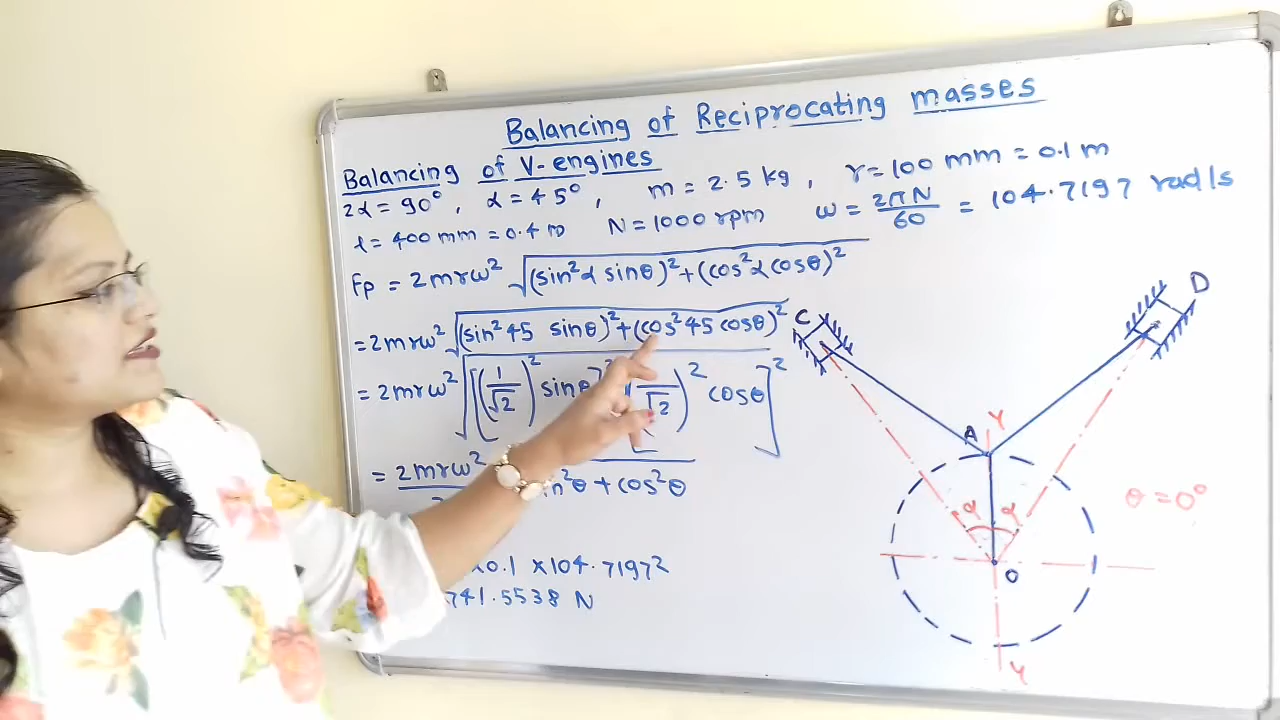 Balancing of Reciprocating masses
Balancing of V-engines
2α = 90°, α = 45°, m = 2.5 kg, r = 100 mm = 0.1 m
l = 400 mm = 0.4 m N = 1000 rpm ω = 2πN/60 = 104.7197 rad/s
Fp = 2mrω² √((sin²α sinθ)² + (cos²α cosθ)²)
= 2mrω² √((sin²45 sinθ)² + (cos²45 cosθ)²)
= 2mrω² √([(1/√2)² sinθ]² [( /√2)² cosθ]²)
= 2mrω² in²θ + cos²θ
x0.1 x104.7197²
741.5538 N
C
D
A
Y
α α
θ = 0°
O
Y